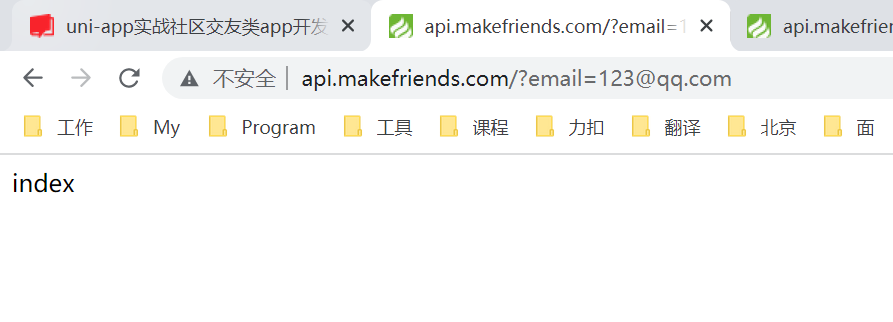 uni-app实战社区交友类app开发
api.makefriends.com/?email=1
api.makefrien
不安全 api.makefriends.com/?email=123@qq.com
工作 My Program 工具 课程 力扣 翻译 北京 面
index